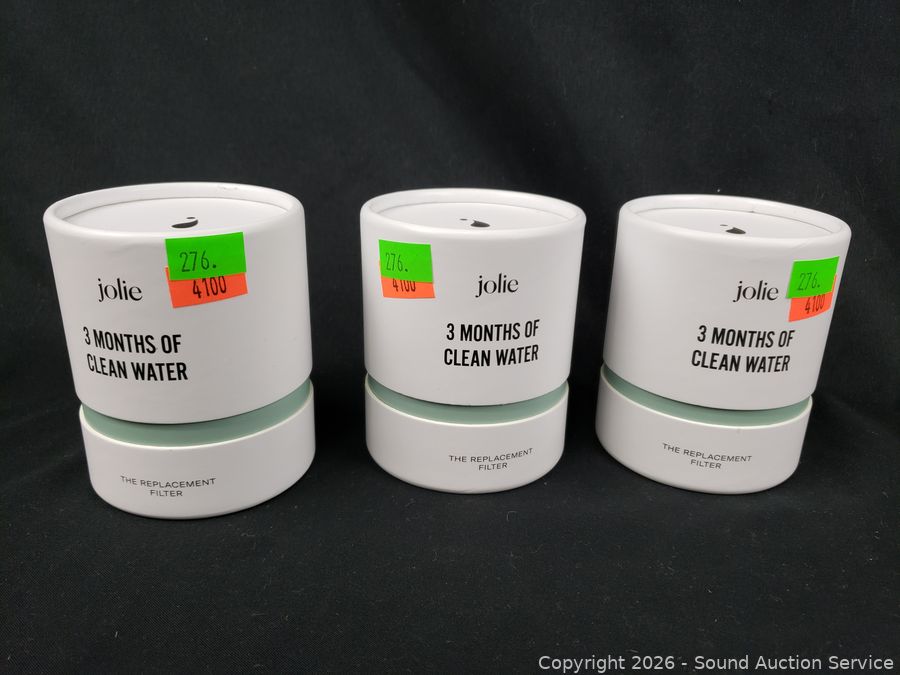 276.
4100
jolie
3 MONTHS OF
CLEAN WATER
THE REPLACEMENT
FILTER
276.
4100
jolie
3 MONTHS OF
CLEAN WATER
THE REPLACEMENT
FILTER
276.
4100
jolie
3 MONTHS OF
CLEAN WATER
THE REPLACEMENT
FILTER
Copyright 2026 - Sound Auction Service